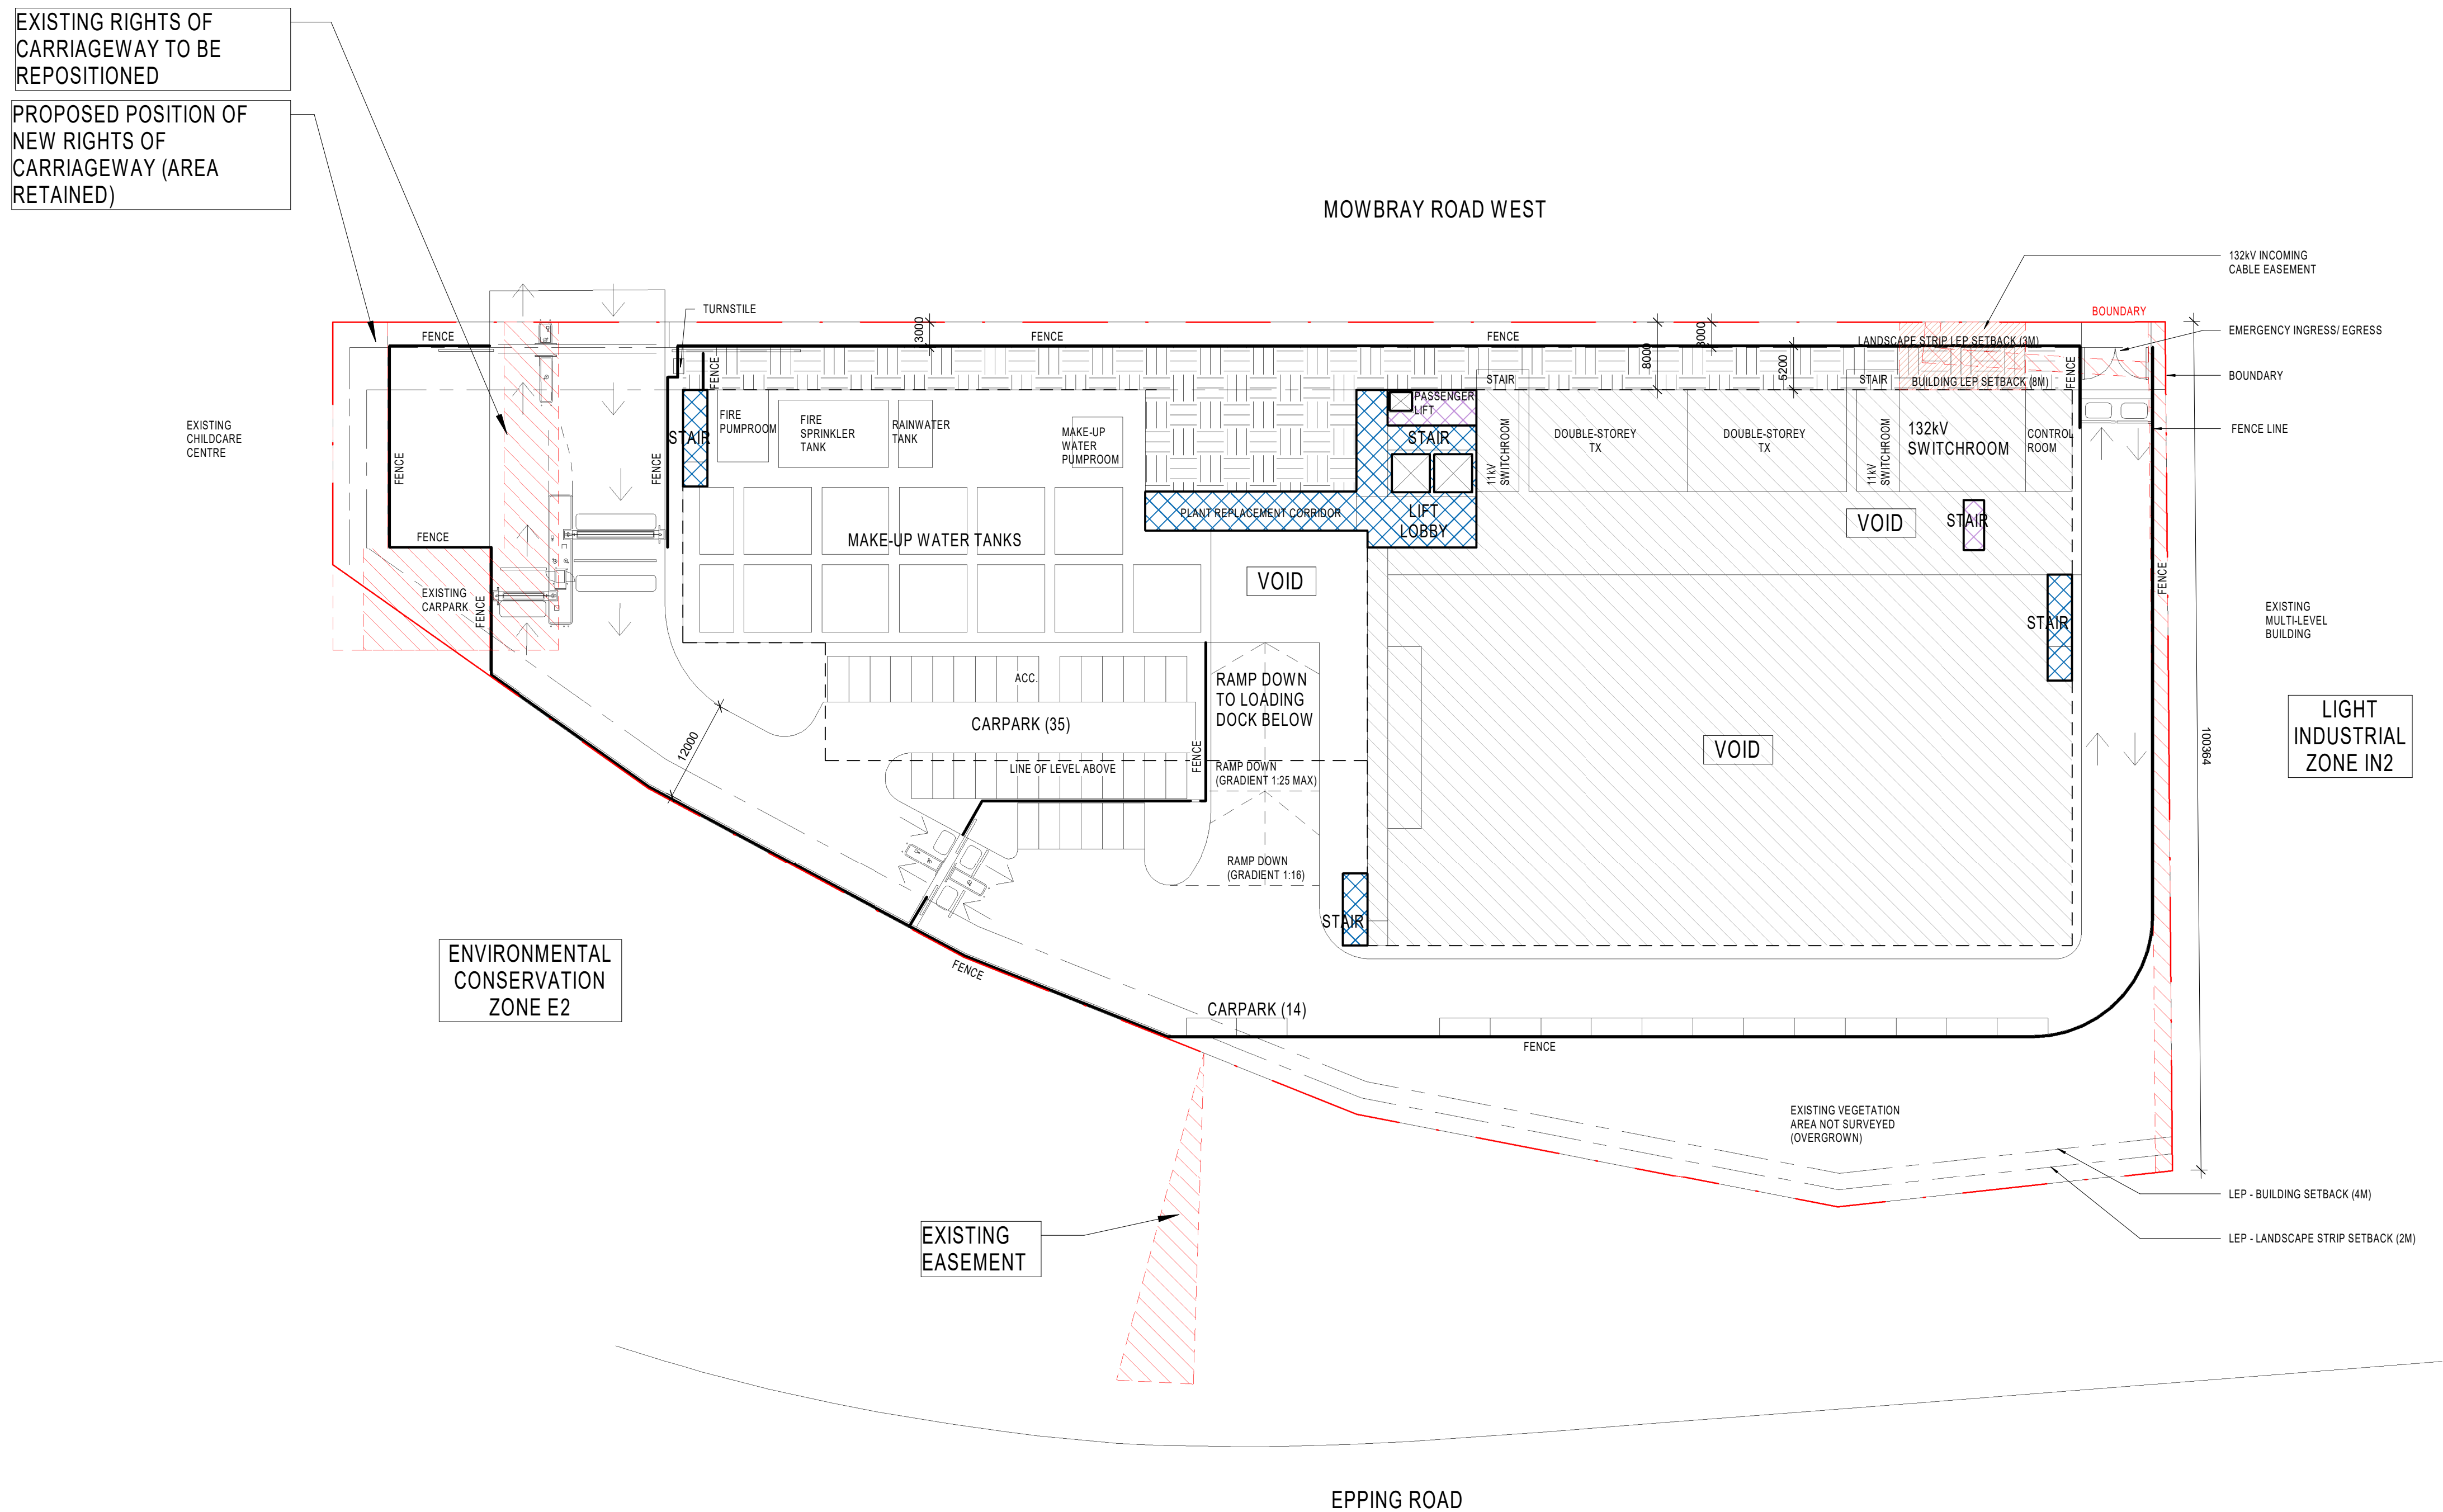 EXISTING RIGHTS OF
CARRIAGEWAY TO BE
REPOSITIONED
PROPOSED POSITION OF
NEW RIGHTS OF
CARRIAGEWAY (AREA
RETAINED)
MOWBRAY ROAD WEST
132kV INCOMING
CABLE EASEMENT
TURNSTILE
BOUNDARY
EMERGENCY INGRESS/ EGRESS
FENCE
FENCE
FENCE
3000
8000
3000
5200
LANDSCAPE STRIP LEP SETBACK (3M)
FENCE
FENCE
BOUNDARY
STAIR
STAIR
BUILDING LEP SETBACK (8M)
EXISTING
CHILDCARE
CENTRE
FENCE
FENCE
STAIR
FIRE
PUMPROOM
FIRE
SPRINKLER
TANK
RAINWATER
TANK
MAKE-UP
WATER
PUMPROOM
PASSENGER
LIFT
STAIR
11kV
SWITCHROOM
DOUBLE-STOREY
TX
DOUBLE-STOREY
TX
11kV
SWITCHROOM
132kV
SWITCHROOM
CONTROL
ROOM
FENCE LINE
PLANT REPLACEMENT CORRIDOR
LIFT
LOBBY
VOID
STAIR
FENCE
MAKE-UP WATER TANKS
VOID
EXISTING
CARPARK
FENCE
FENCE
STAIR
EXISTING
MULTI-LEVEL
BUILDING
ACC.
CARPARK (35)
RAMP DOWN
TO LOADING
DOCK BELOW
12000
FENCE
LINE OF LEVEL ABOVE
RAMP DOWN
(GRADIENT 1:25 MAX)
VOID
LIGHT
INDUSTRIAL
ZONE IN2
100364
RAMP DOWN
(GRADIENT 1:16)
STAIR
ENVIRONMENTAL
CONSERVATION
ZONE E2
FENCE
CARPARK (14)
FENCE
EXISTING VEGETATION
AREA NOT SURVEYED
(OVERGROWN)
LEP - BUILDING SETBACK (4M)
LEP - LANDSCAPE STRIP SETBACK (2M)
EXISTING
EASEMENT
EPPING ROAD